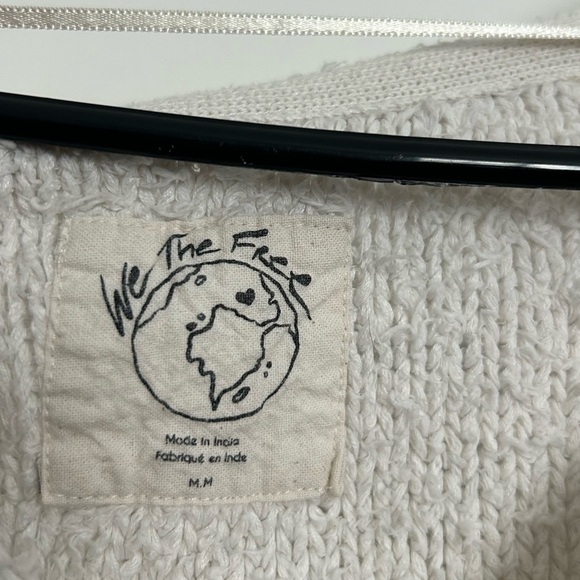 We The Free
Made in India
Fabriqué en Inde
M.M